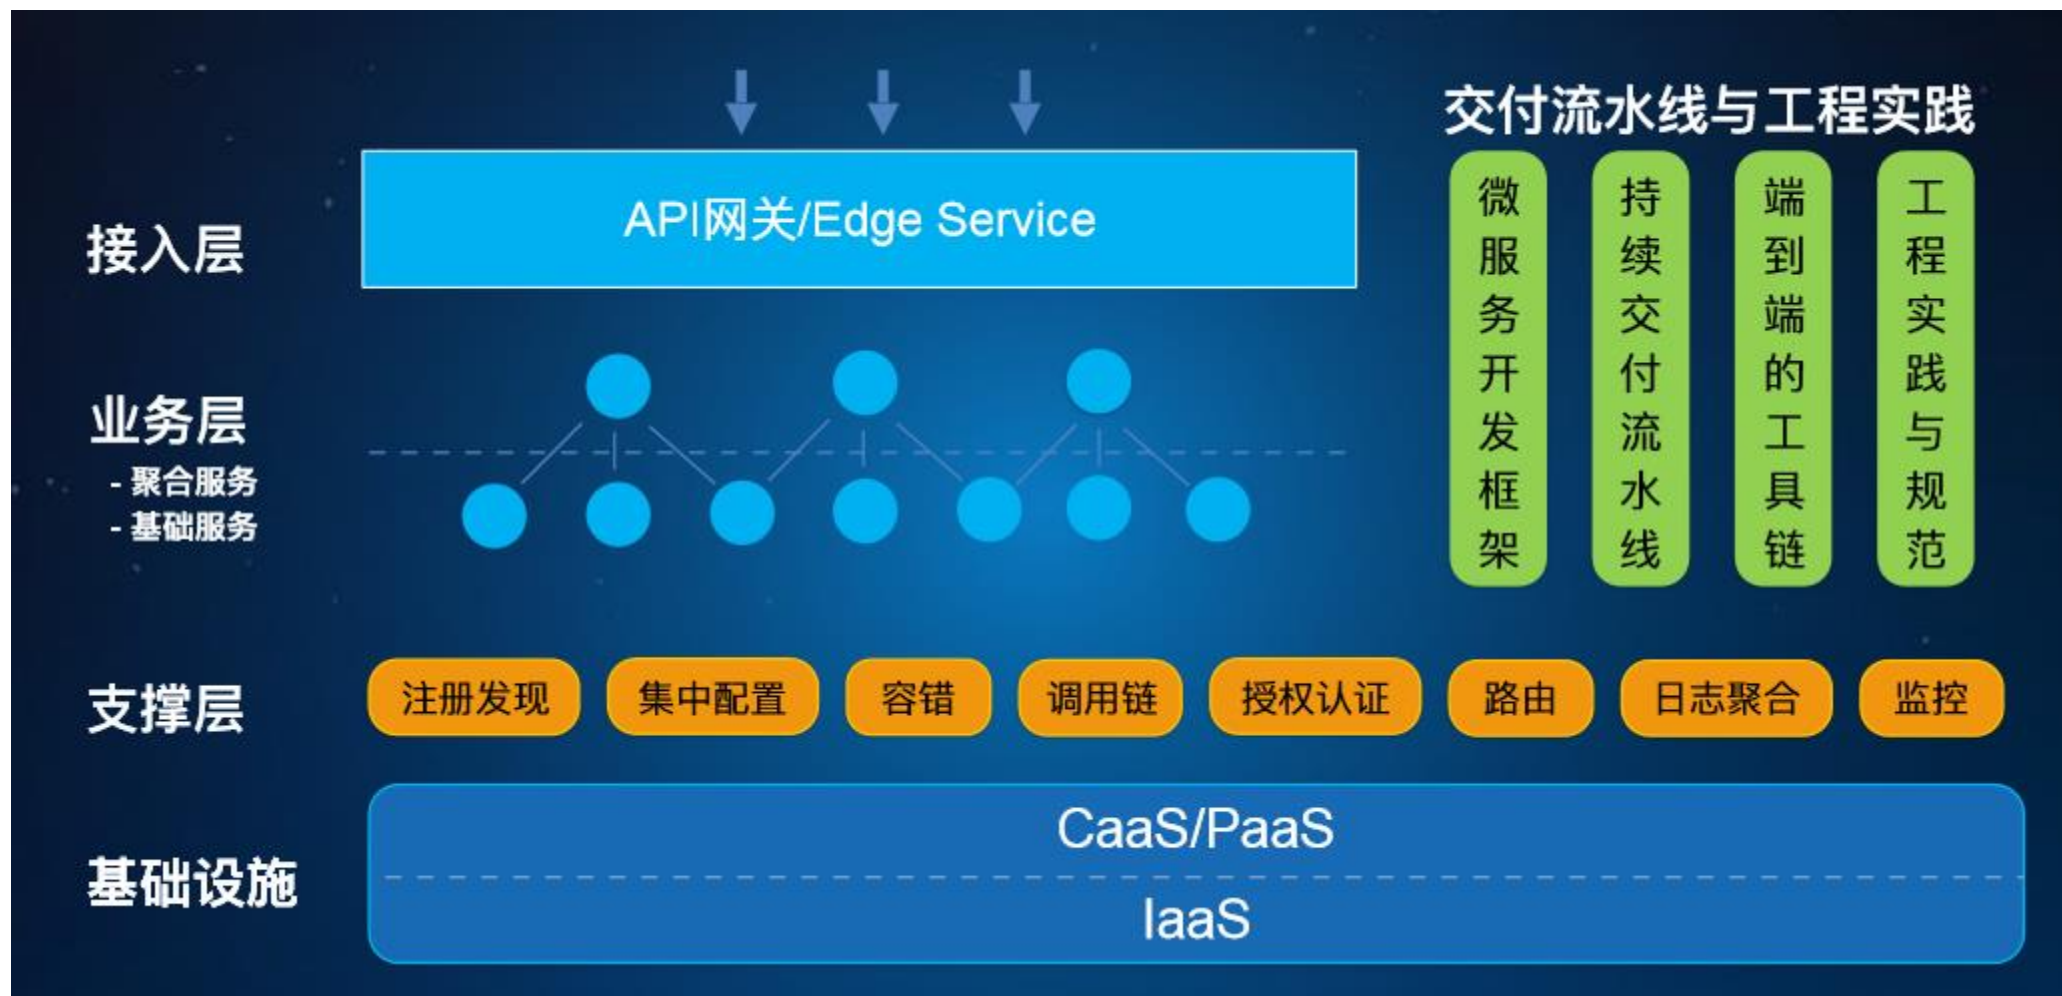 交付流水线与工程实践
接入层
API网关/Edge Service
微服务开发框架
持续交付流水线
端到端的工具链
工程实践与规范
业务层
- 聚合服务
- 基础服务
支撑层
注册发现
集中配置
容错
调用链
授权认证
路由
日志聚合
监控
基础设施
CaaS/PaaS
IaaS